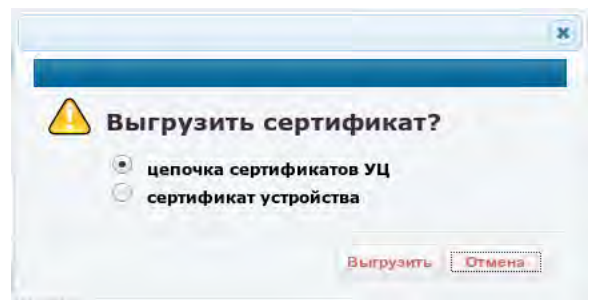 Выгрузить сертификат?
цепочка сертификатов УЦ
сертификат устройства
Выгрузить Отмена